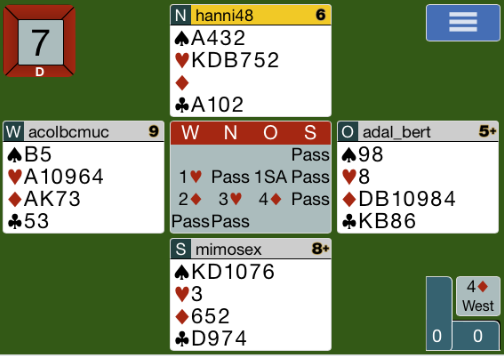 7
D
N hanni48 6
♠A432
♥KDB752
♦
♣A102
W acolbcmuc 9
♠B5
♥A10964
♦AK73
♣53
W N O S
Pass
1♥ Pass 1SA Pass
2♦ 3♥ 4♦ Pass
Pass Pass
O adal_bert 5+
♠98
♥8
♦DB10984
♣KB86
S mimosex 8+
♠KD1076
♥3
♦652
♣D974
4♦
West
0 0